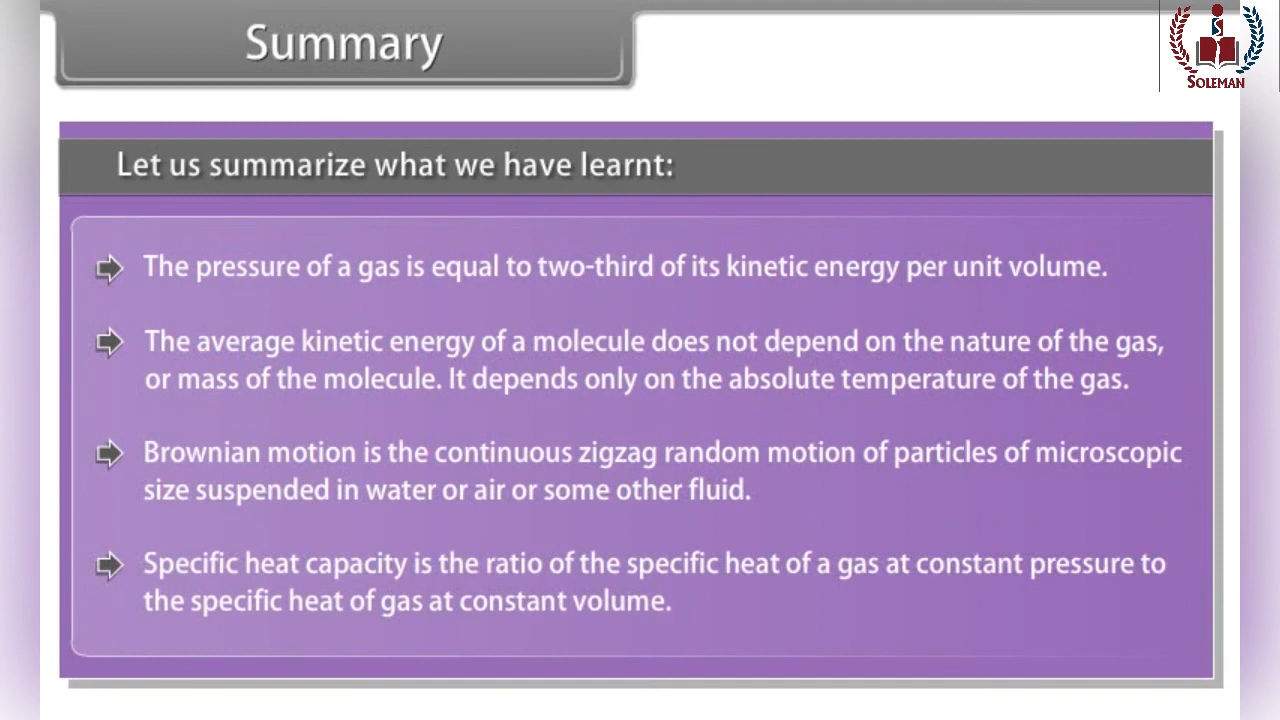 Summary
SOLEMAN
Let us summarize what we have learnt:
The pressure of a gas is equal to two-third of its kinetic energy per unit volume.
The average kinetic energy of a molecule does not depend on the nature of the gas,
or mass of the molecule. It depends only on the absolute temperature of the gas.
Brownian motion is the continuous zigzag random motion of particles of microscopic
size suspended in water or air or some other fluid.
Specific heat capacity is the ratio of the specific heat of a gas at constant pressure to
the specific heat of gas at constant volume.